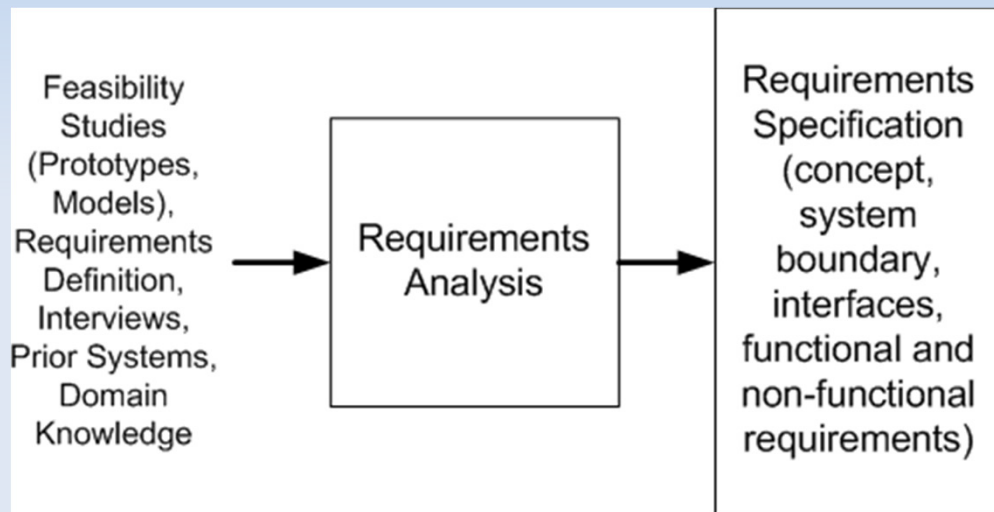 Feasibility
Studies
(Prototypes,
Models),
Requirements
Definition,
Interviews,
Prior Systems,
Domain
Knowledge
Requirements
Analysis
Requirements
Specification
(concept,
system
boundary,
interfaces,
functional and
non-functional
requirements)